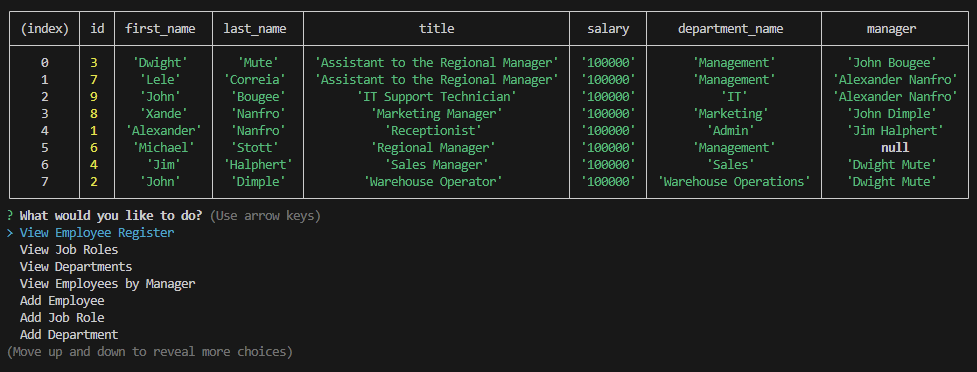 (index) id first_name last_name title salary department_name manager
0 3 'Dwight' 'Mute' 'Assistant to the Regional Manager' '100000' 'Management' 'John Bougee'
1 7 'Lele' 'Correia' 'Assistant to the Regional Manager' '100000' 'Management' 'Alexander Nanfro'
2 9 'John' 'Bougee' 'IT Support Technician' '100000' 'IT' 'Alexander Nanfro'
3 8 'Xande' 'Nanfro' 'Marketing Manager' '100000' 'Marketing' 'John Dimple'
4 1 'Alexander' 'Nanfro' 'Receptionist' '100000' 'Admin' 'Jim Halphert'
5 6 'Michael' 'Stott' 'Regional Manager' '100000' 'Management' null
6 4 'Jim' 'Halphert' 'Sales Manager' '100000' 'Sales' 'Dwight Mute'
7 2 'John' 'Dimple' 'Warehouse Operator' '100000' 'Warehouse Operations' 'Dwight Mute'
? What would you like to do? (Use arrow keys)
> View Employee Register
View Job Roles
View Departments
View Employees by Manager
Add Employee
Add Job Role
Add Department
(Move up and down to reveal more choices)